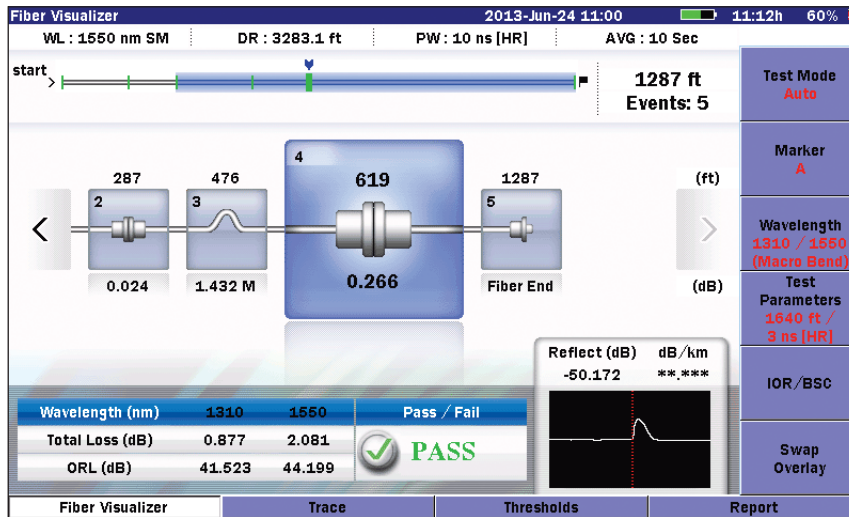 Fiber Visualizer 2013-Jun-24 11:00 11:12h 60%
WL : 1550 nm SM DR : 3283.1 ft PW : 10 ns [HR] AVG : 10 Sec
start
1287 ft
Events: 5
287 476 4 619 1287 (ft)
2 3 5
0.024 1.432 M 0.266 Fiber End (dB)
Reflect (dB) dB/km
-50.172 **.***
Wavelength (nm) 1310 1550 Pass / Fail
Total Loss (dB) 0.877 2.081 PASS
ORL (dB) 41.523 44.199
Test Mode
Auto
Marker
A
Wavelength
1310 / 1550
(Macro Bend)
Test
Parameters
1640 ft /
3 ns [HR]
IOR/BSC
Swap
Overlay
Fiber Visualizer Trace Thresholds Report